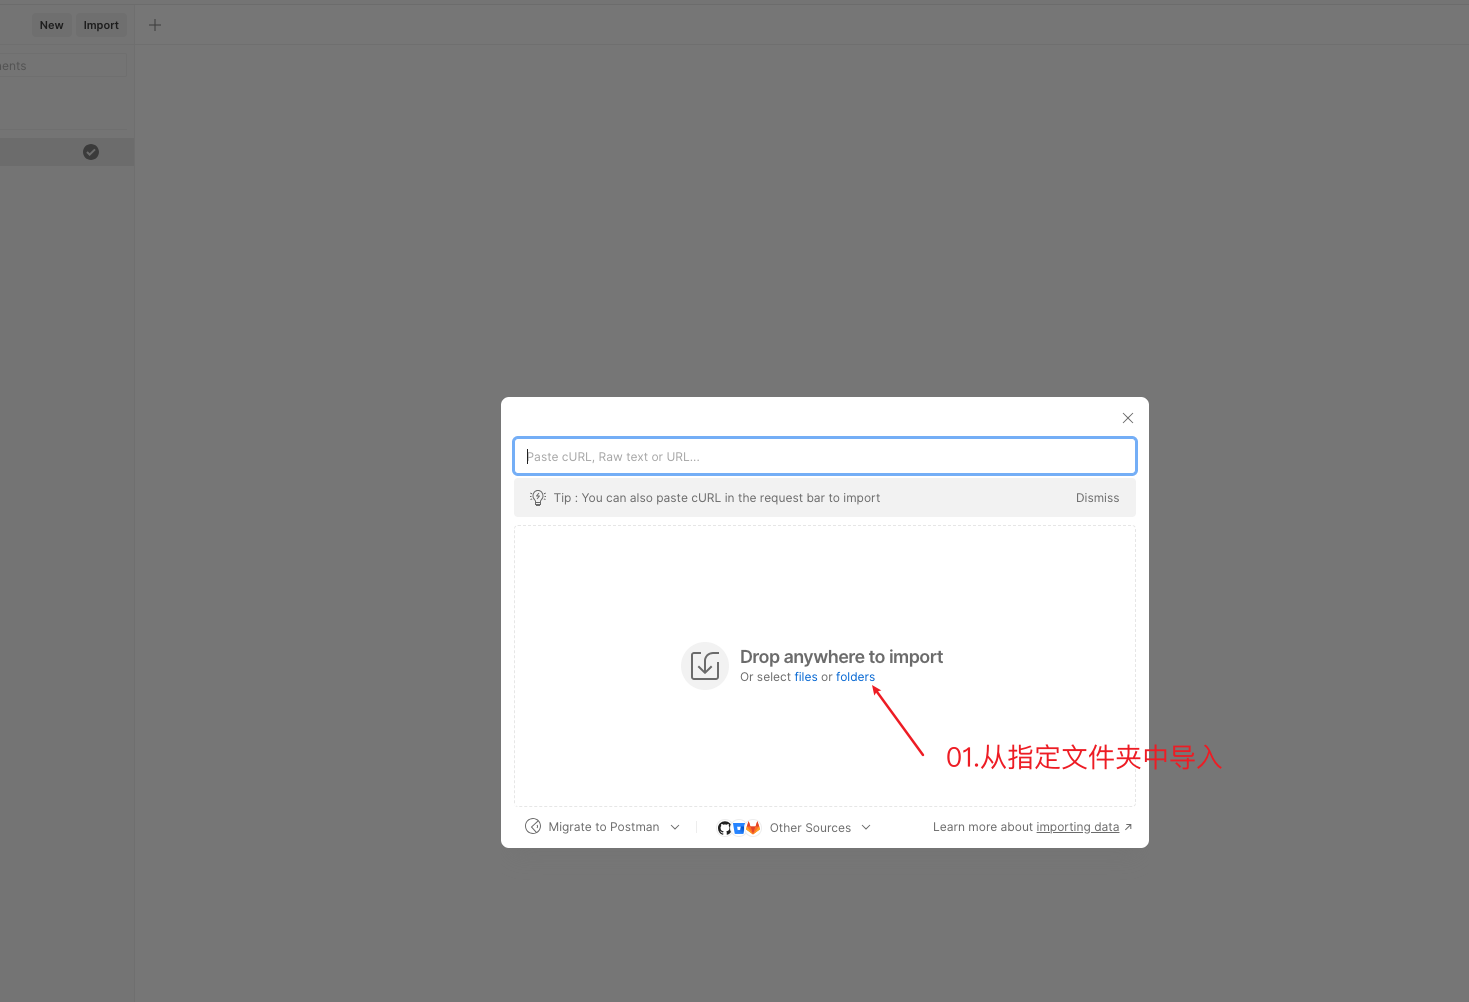 New Import
ents
Paste cURL, Raw text or URL...
Tip : You can also paste cURL in the request bar to import Dismiss
Drop anywhere to import
Or select files or folders
01.从指定文件夹中导入
Migrate to Postman Other Sources Learn more about importing data